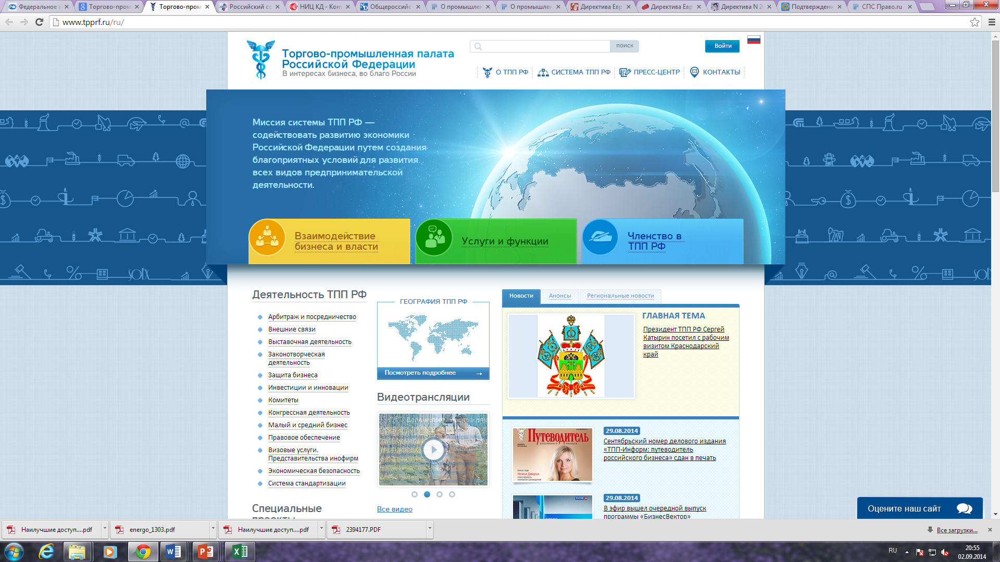 Федеральное а
Торгово-пром
Торгово-пром
Российский со
НИЦ КД - Кон
Общероссийс
О промышлен
О промышлен
Директива Евр
Директива Евр
Директива N 2
Подтверждени
СПС Право.ru
www.tpprf.ru/ru/
Торгово-промышленная палата
Российской Федерации
В интересах бизнеса, во благо России
ПОИСК
Войти
О ТПП РФ
СИСТЕМА ТПП РФ
ПРЕСС-ЦЕНТР
КОНТАКТЫ
Миссия системы ТПП РФ —
содействовать развитию экономики
Российской Федерации путем создания
благоприятных условий для развития
всех видов предпринимательской
деятельности.
Взаимодействие
бизнеса и власти
Услуги и функции
Членство в
ТПП РФ
Деятельность ТПП РФ
Арбитраж и посредничество
Внешние связи
Выставочная деятельность
Законотворческая
деятельность
Защита бизнеса
Инвестиции и инновации
Комитеты
Конгрессная деятельность
Малый и средний бизнес
Правовое обеспечение
Визовые услуги.
Представительства инофирм
Экономическая безопасность
Система стандартизации
Специальные
проекты
ГЕОГРАФИЯ ТПП РФ
Посмотреть подробнее →
Видеотрансляции
Все видео
Новости
Анонсы
Региональные новости
ГЛАВНАЯ ТЕМА
Президент ТПП РФ Сергей
Катырин посетил с рабочим
визитом Краснодарский
край
Путеводитель
российского бизнеса
Наталья Давидчук:
29.08.2014
Сентябрьский номер делового издания
«ТПП-Информ: путеводитель
российского бизнеса» сдан в печать
РОССИЯ 24
29.08.2014
В эфир вышел очередной выпуск
программы «БизнесВектор»
Оцените наш сайт
Наилучшие доступ....pdf
energo_1303.pdf
Наилучшие доступ....pdf
2394177.PDF
Все загрузки...
RU
20:55
02.09.2014